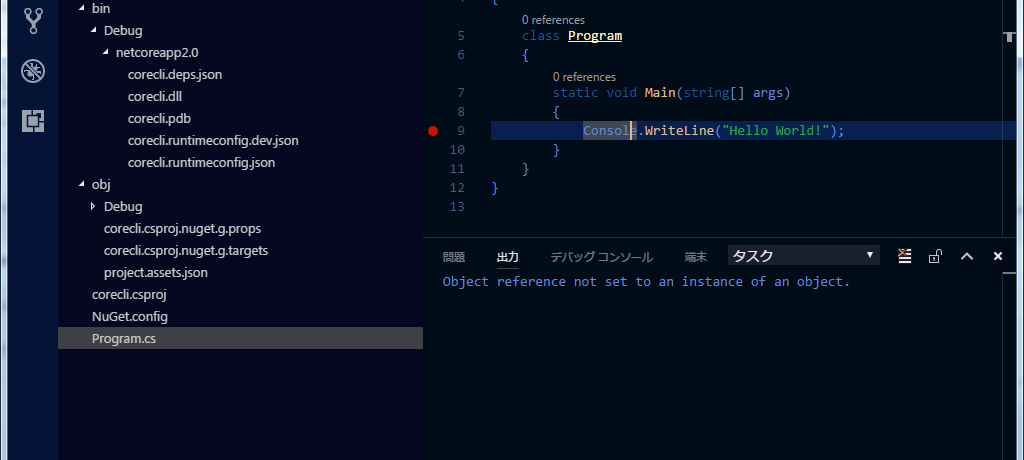 bin
Debug
netcoreapp2.0
corecli.deps.json
corecli.dll
corecli.pdb
corecli.runtimeconfig.dev.json
corecli.runtimeconfig.json
obj
Debug
corecli.csproj.nuget.g.props
corecli.csproj.nuget.g.targets
project.assets.json
corecli.csproj
NuGet.config
Program.cs
{
0 references
5 class Program
6 {
0 references
7 static void Main(string[] args)
8 {
9 Console.WriteLine("Hello World!");
10 }
11 }
12 }
13
問題 出力 デバッグ コンソール 端末 タスク
Object reference not set to an instance of an object.